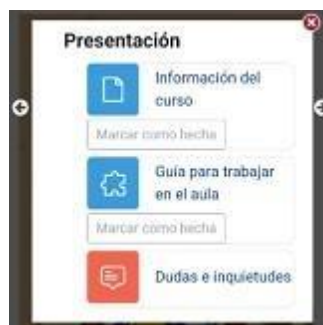 Presentación
Información del
curso
Marcar como hecha
Guía para trabajar
en el aula
Marcar como hecha
Dudas e inquietudes